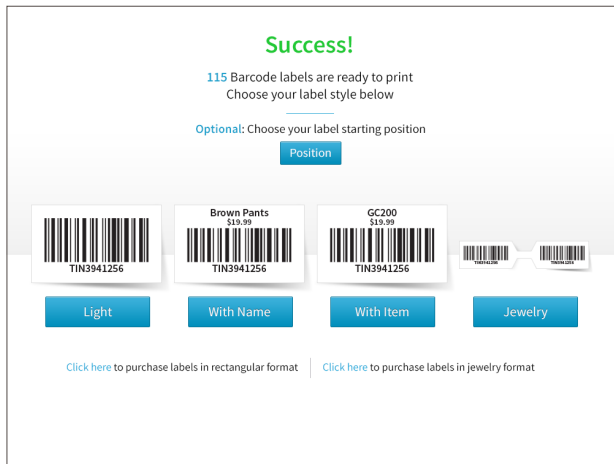 Success!
115 Barcode labels are ready to print
Choose your label style below
Optional: Choose your label starting position
Position
TIN3941256
Brown Pants
$19.99
TIN3941256
GC200
$19.99
TIN3941256
TIN3941256
TIN3941256
Light
With Name
With Item
Jewelry
Click here to purchase labels in rectangular format
Click here to purchase labels in jewelry format